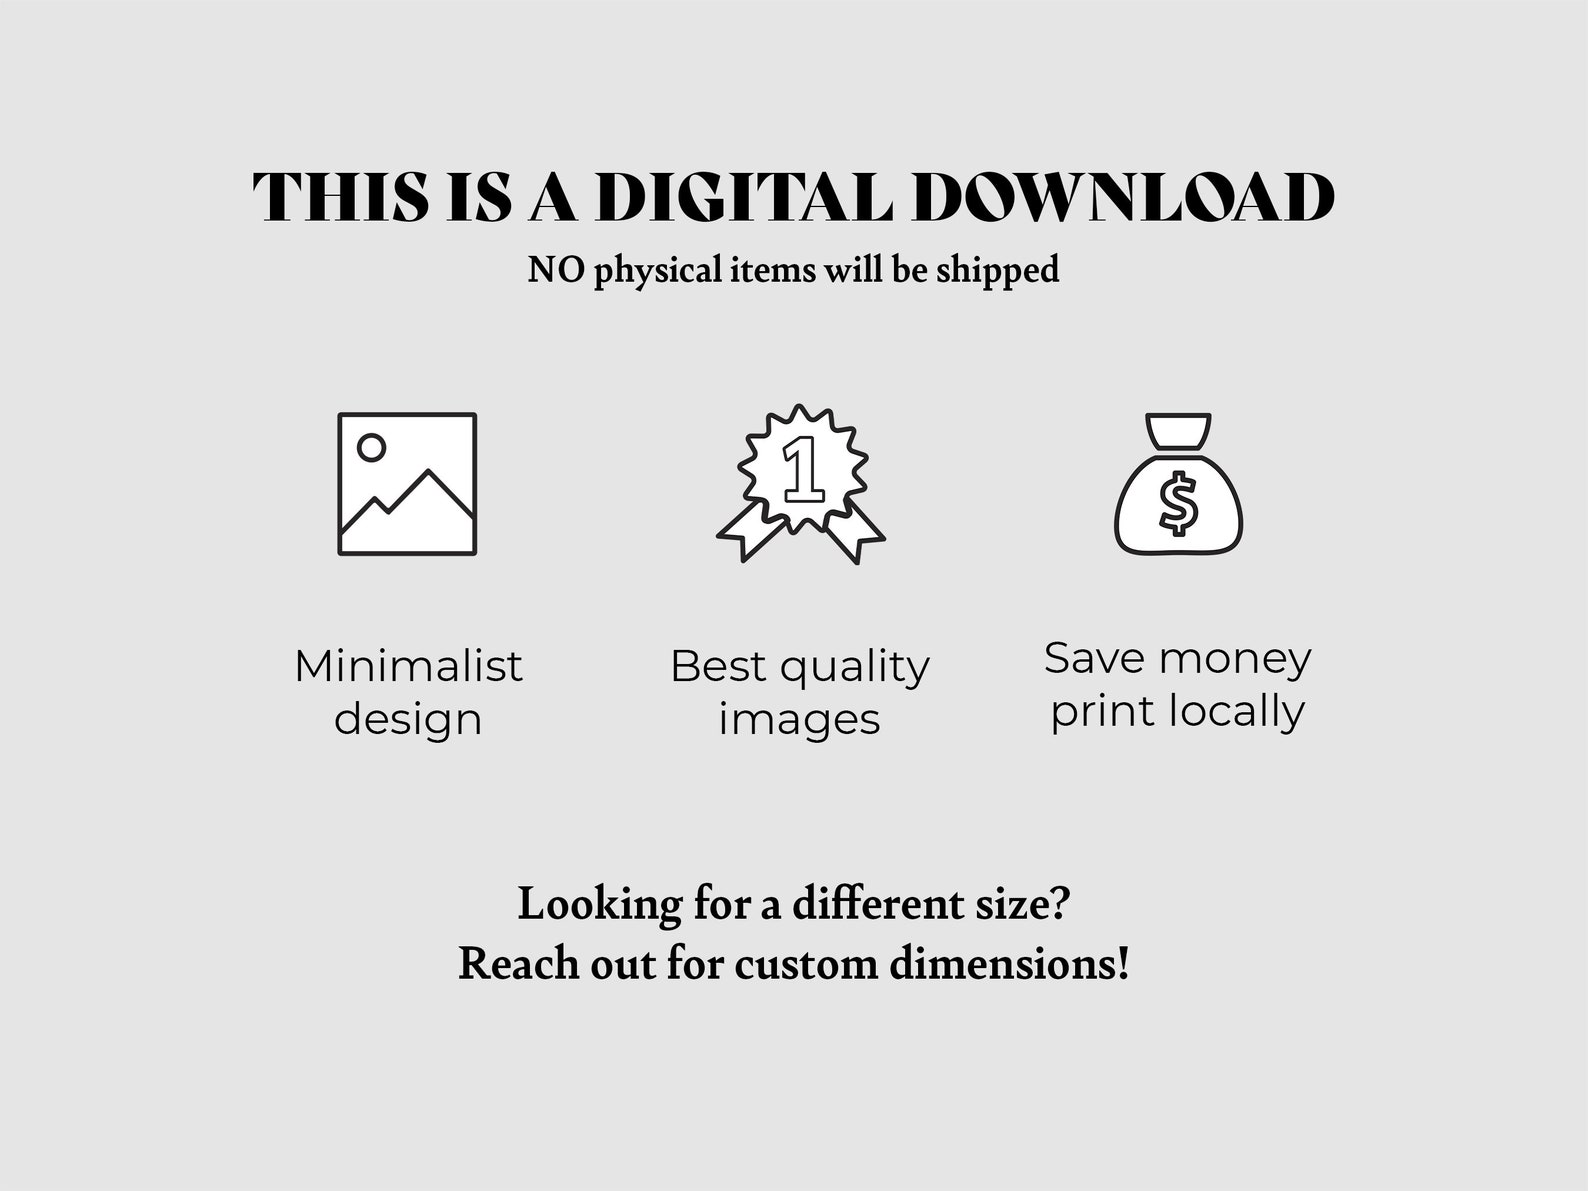 THIS IS A DIGITAL DOWNLOAD
NO physical items will be shipped
1
$
Minimalist
design
Best quality
images
Save money
print locally
Looking for a different size?
Reach out for custom dimensions!